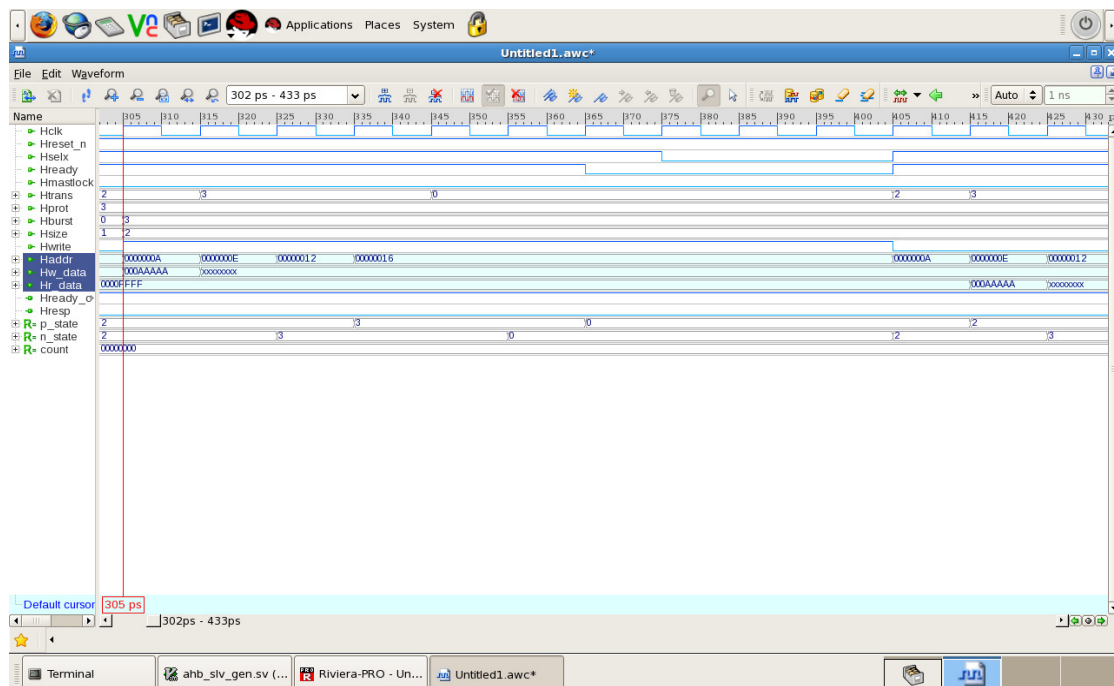 Applications Places System
Untitled1.awc*
File Edit Waveform
302 ps - 433 ps
» Auto 1 ns
Name
305 310 315 320 325 330 335 340 345 350 355 360 365 370 375 380 385 390 395 400 405 410 415 420 425 430
Hclk
Hreset_n
Hselx
Hready
Hmastlock
Htrans 2 3 0 2 3
Hprot 3
Hburst 0 3
Hsize 1 2
Hwrite
Haddr 0000000A 0000000E 00000012 00000016 0000000A 0000000E 00000012
Hw_data 000AAAAA xxxxxxxx
Hr_data 0000FFFF 000AAAAA xxxxxxxx
Hready_o
Hresp
R= p_state 2 3 0 2
R= n_state 2 3 0 2 3
R= count 00000000
Default cursor 305 ps
302ps - 433ps
Terminal ahb_slv_gen.sv (... Riviera-PRO - Un... Untitled1.awc*